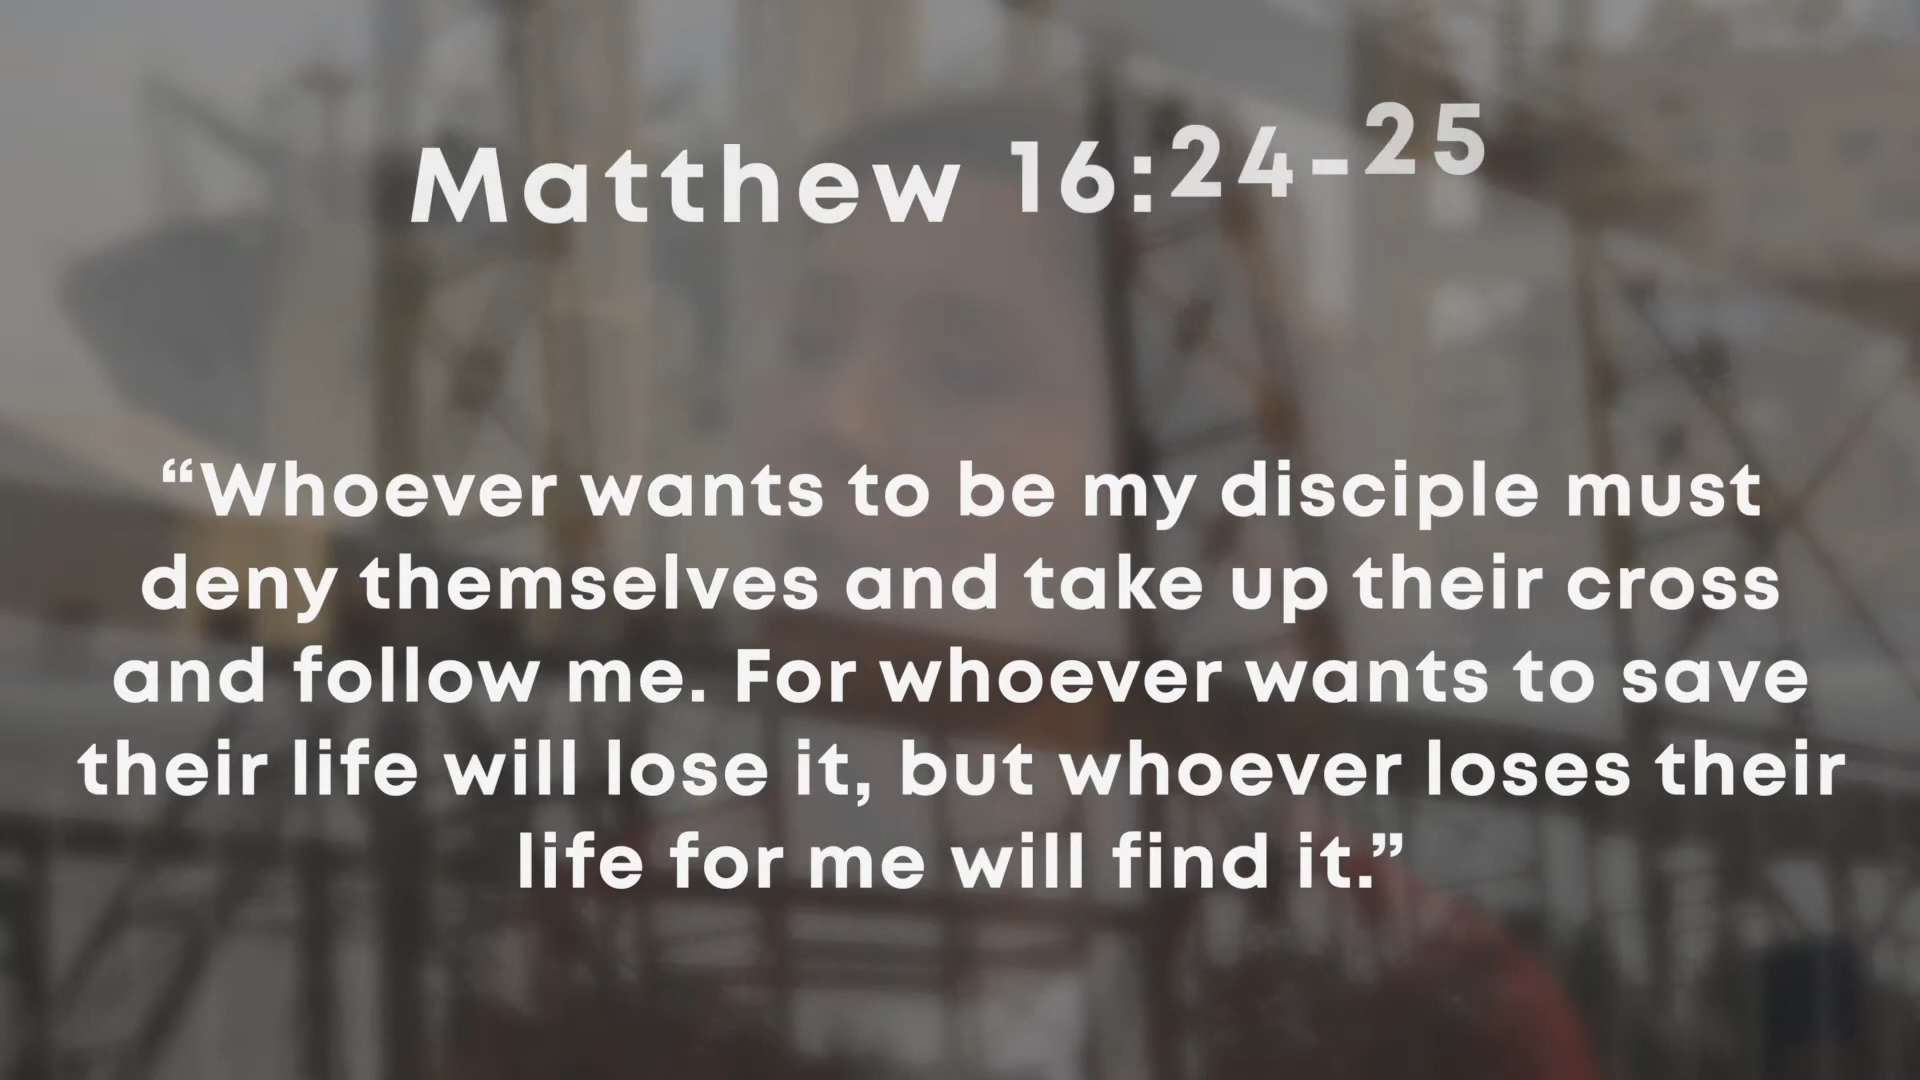 Matthew 16:24-25
“Whoever wants to be my disciple must
deny themselves and take up their cross
and follow me. For whoever wants to save
their life will lose it, but whoever loses their
life for me will find it.”